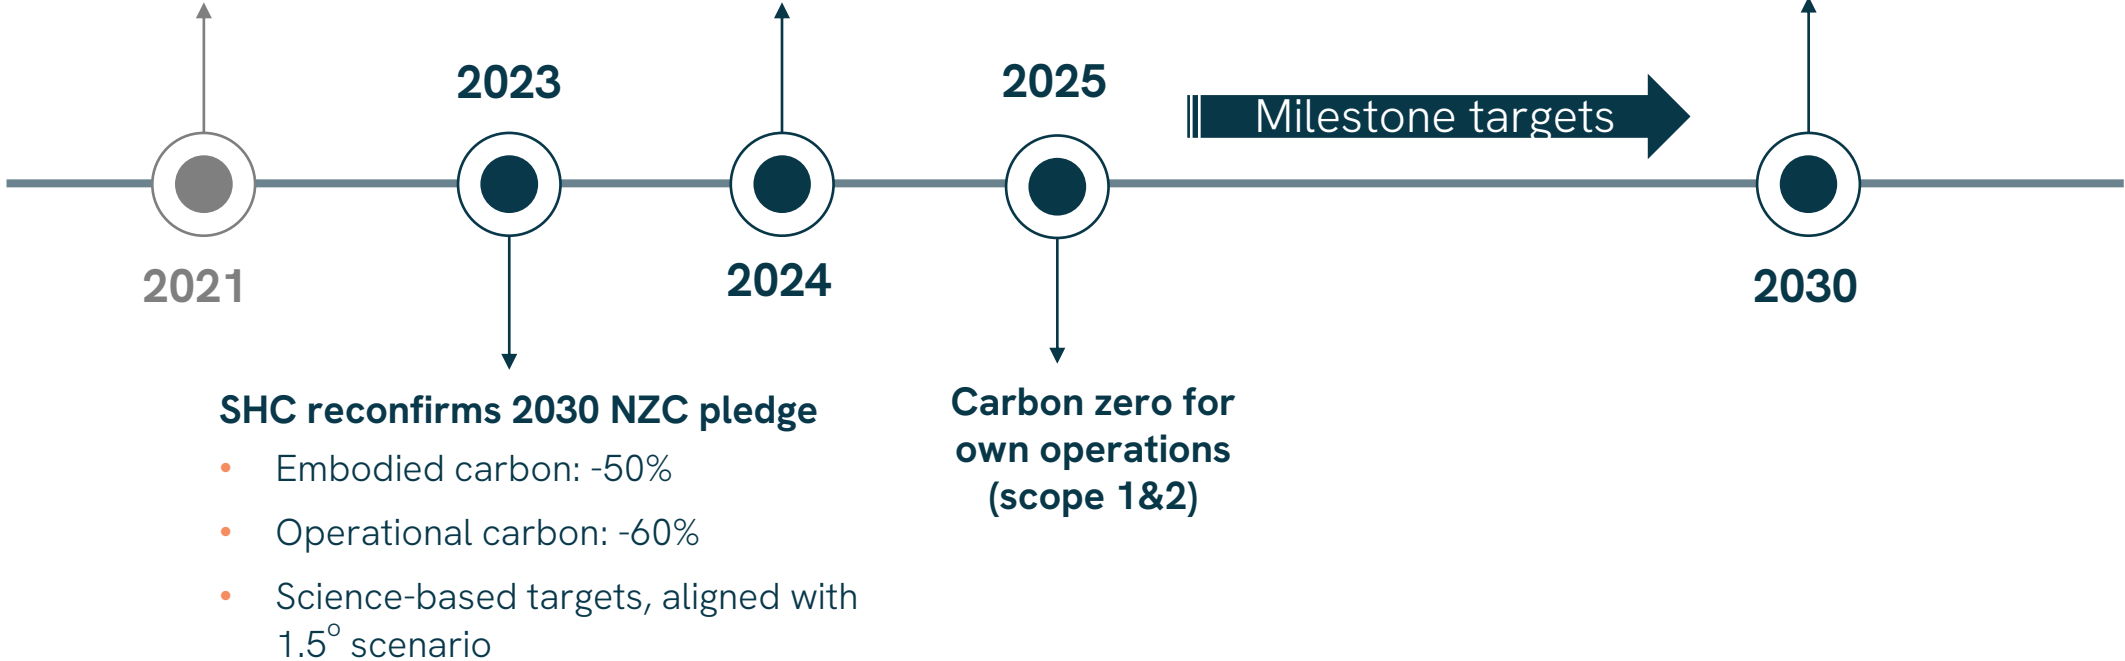 2023
2025
Milestone targets
2021
2024
2030
SHC reconfirms 2030 NZC pledge
• Embodied carbon: -50%
• Operational carbon: -60%
• Science-based targets, aligned with
1.5° scenario
Carbon zero for
own operations
(scope 1&2)